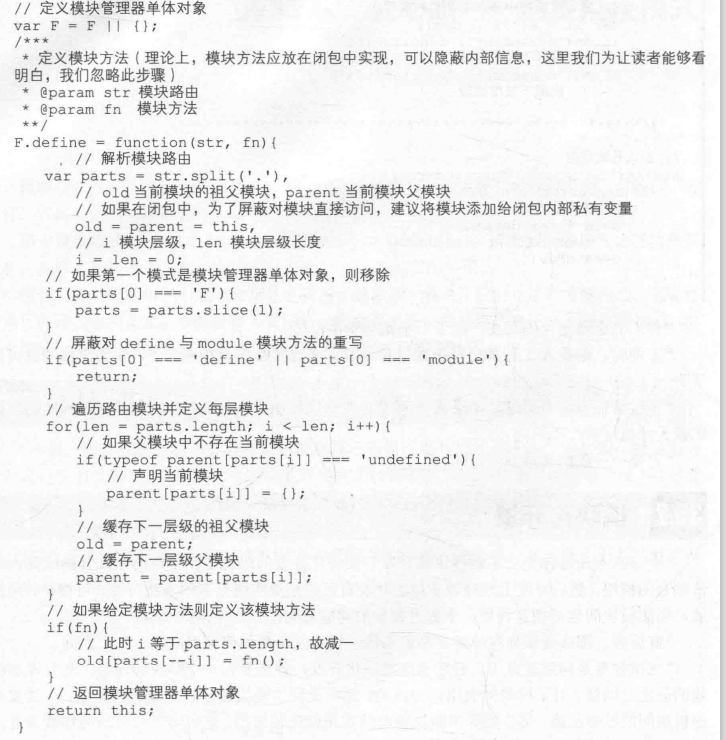 // 定义模块管理器单体对象
var F = F || {};
/***
* 定义模块方法（理论上，模块方法应放在闭包中实现，可以隐蔽内部信息，这里我们为让读者能够看
明白，我们忽略此步骤）
* @param str 模块路由
* @param fn 模块方法
**/
F.define = function(str, fn){
// 解析模块路由
var parts = str.split('.'),
// old 当前模块的祖父模块，parent 当前模块父模块
// 如果在闭包中，为了屏蔽对模块直接访问，建议将模块添加给闭包内部私有变量
old = parent = this,
// i 模块层级，len 模块层级长度
i = len = 0;
// 如果第一个模式是模块管理器单体对象，则移除
if(parts[0] === 'F'){
parts = parts.slice(1);
}
// 屏蔽对 define 与 module 模块方法的重写
if(parts[0] === 'define' || parts[0] === 'module'){
return;
}
// 遍历路由模块并定义每层模块
for(len = parts.length; i < len; i++){
// 如果父模块中不存在当前模块
if(typeof parent[parts[i]] === 'undefined'){
// 声明当前模块
parent[parts[i]] = {};
}
// 缓存下一层级的祖父模块
old = parent;
// 缓存下一层级父模块
parent = parent[parts[i]];
}
// 如果给定模块方法则定义该模块方法
if(fn){
// 此时 i 等于 parts.length，故减一
old[parts[--i]] = fn();
}
// 返回模块管理器单体对象
return this;
}